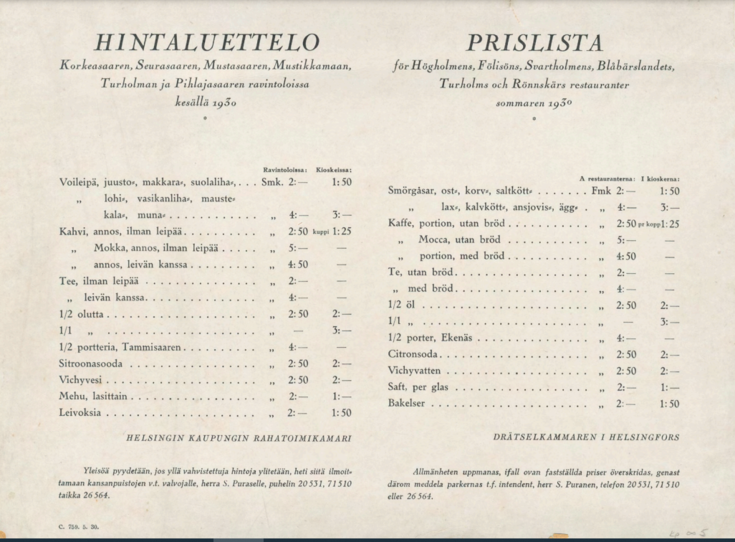 HINTALUETTELO
Korkeasaaren, Seurasaaren, Mustasaaren, Mustikkamaan,
Turholman ja Pihlajasaaren ravintoloissa
kesällä 1930
*
Ravintoloissa: Kioskeissa:
Voileipä, juusto-, makkara-, suolaliha-, . . . Smk. 2:— 1:50
„ lohi-, vasikanliha-, mauste-
kala-, muna- . . . . . . . . . . . . „ 4:— 3:—
Kahvi, annos, ilman leipää . . . . . . . „ 2:50 kuppi 1:25
„ Mokka, annos, ilman leipää . . . . . „ 5:— —
„ annos, leivän kanssa . . . . . . . . „ 4:50 —
Tee, ilman leipää . . . . . . . . . . . „ 2:— —
„ leivän kanssa . . . . . . . . . . . „ 4:— —
1/2 olutta . . . . . . . . . . . . . . „ 2:50 2:—
1/1 „ . . . . . . . . . . . . . . „ — 3:—
1/2 portteria, Tammisaaren . . . . . . . „ 4:— —
Sitroonasooda . . . . . . . . . . . . . „ 2:50 2:—
Vichyvesi . . . . . . . . . . . . . . . „ 2:50 2:—
Mehu, lasittain . . . . . . . . . . . . „ 2:— 1:—
Leivoksia . . . . . . . . . . . . . . . „ 2:— 1:50
HELSINGIN KAUPUNGIN RAHATOIMIKAMARI
Yleisöä pyydetään, jos yllä vahvistettuja hintoja ylitetään, heti siitä ilmoit-
tamaan kansanpuistojen v.t. valvojalle, herra S. Puraselle, puhelin 20 531, 71 510
taikka 26 564.
C. 759. 5. 30.
PRISLISTA
för Högholmens, Fölisöns, Svartholmens, Blåbärslandets,
Turholms och Rönnskärs restauranter
sommaren 1930
*
A restauranterna: I kioskerna:
Smörgåsar, ost-, korv-, saltkött- . . . . . . . Fmk 2:— 1:50
„ lax-, kalvkött-, ansjovis-, ägg- . „ 4:— 3:—
Kaffe, portion, utan bröd . . . . . . . . „ 2:50 pr kopp 1:25
„ Mocca, utan bröd . . . . . . . . „ 5:— —
„ portion, med bröd . . . . . . . . „ 4:50 —
Te, utan bröd . . . . . . . . . . . . . „ 2:— —
„ med bröd . . . . . . . . . . . . . „ 4:— —
1/2 öl . . . . . . . . . . . . . . . . „ 2:50 2:—
1/1 „ . . . . . . . . . . . . . . . . „ — 3:—
1/2 porter, Ekenäs . . . . . . . . . . . „ 4:— —
Citronsoda . . . . . . . . . . . . . . . „ 2:50 2:—
Vichyvatten . . . . . . . . . . . . . . „ 2:50 2:—
Saft, per glas . . . . . . . . . . . . . „ 2:— 1:—
Bakelser . . . . . . . . . . . . . . . „ 2:— 1:50
DRÄTSELKAMMAREN I HELSINGFORS
Allmänheten uppmanas, ifall ovan fastställda priser överskridas, genast
därom meddela parkernas t.f. intendent, herr S. Puranen, telefon 20 531, 71 510
eller 26 564.